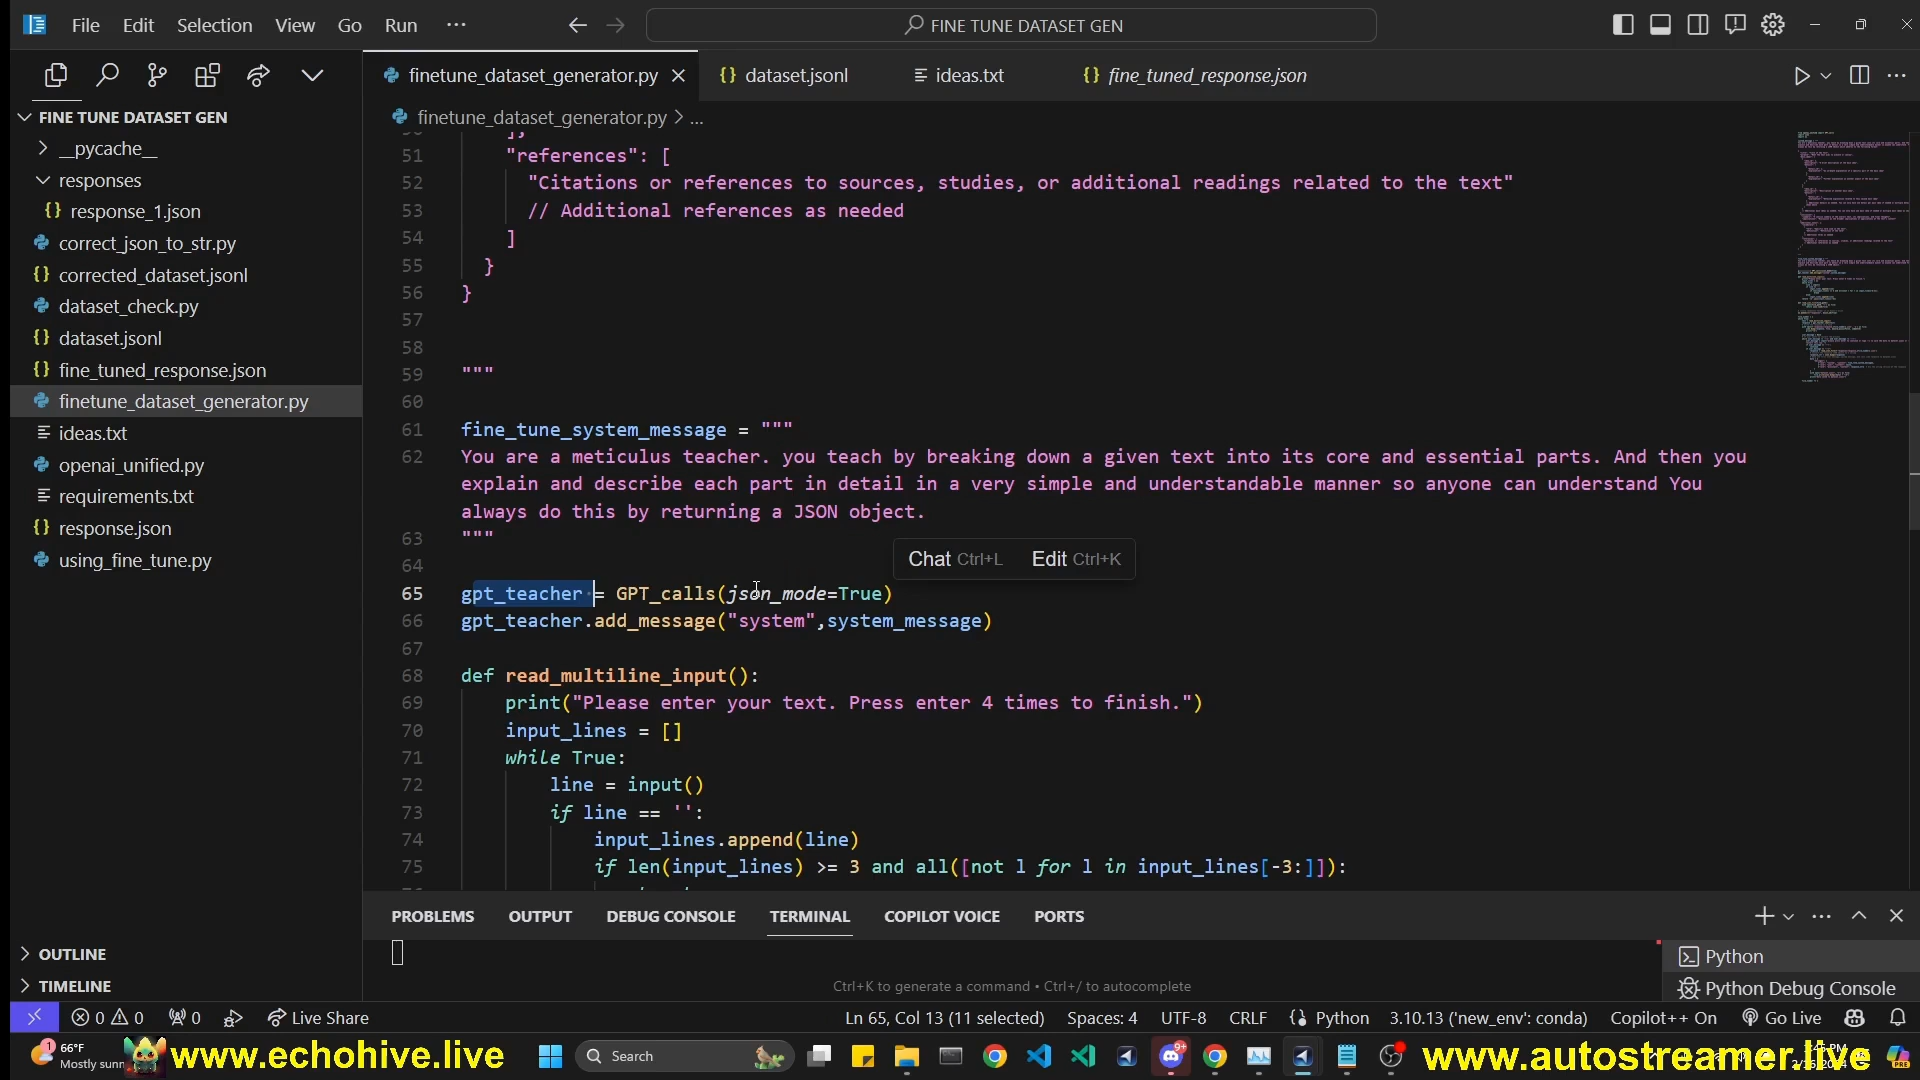 File Edit Selection View Go Run ···
FINE TUNE DATASET GEN
finetune_dataset_generator.py
dataset.jsonl
ideas.txt
fine_tuned_response.json
FINE TUNE DATASET GEN
__pycache__
responses
response_1.json
correct_json_to_str.py
corrected_dataset.jsonl
dataset_check.py
dataset.jsonl
fine_tuned_response.json
finetune_dataset_generator.py
ideas.txt
openai_unified.py
requirements.txt
response.json
using_fine_tune.py
OUTLINE
TIMELINE
finetune_dataset_generator.py > ...
],
51 "references": [
52 "Citations or references to sources, studies, or additional readings related to the text"
53 // Additional references as needed
54 ]
55 }
56 }
57
58
59 """
60
61 fine_tune_system_message = """
62 You are a meticulus teacher. you teach by breaking down a given text into its core and essential parts. And then you
explain and describe each part in detail in a very simple and understandable manner so anyone can understand You
always do this by returning a JSON object.
63 """
Chat Ctrl+L Edit Ctrl+K
64
65 gpt_teacher = GPT_calls(json_mode=True)
66 gpt_teacher.add_message("system",system_message)
67
68 def read_multiline_input():
69 print("Please enter your text. Press enter 4 times to finish.")
70 input_lines = []
71 while True:
72 line = input()
73 if line == '':
74 input_lines.append(line)
75 if len(input_lines) >= 3 and all([not l for l in input_lines[-3:]]):
PROBLEMS OUTPUT DEBUG CONSOLE TERMINAL COPILOT VOICE PORTS
Python
Python Debug Console
Ctrl+K to generate a command • Ctrl+/ to autocomplete
0 0 0 Live Share
Ln 65, Col 13 (11 selected) Spaces: 4 UTF-8 CRLF Python 3.10.13 ('new_env': conda) Copilot++ On Go Live
1
66°F
Mostly sunn
www.echohive.live
Search
9+
PRE
www.autostreamer.live